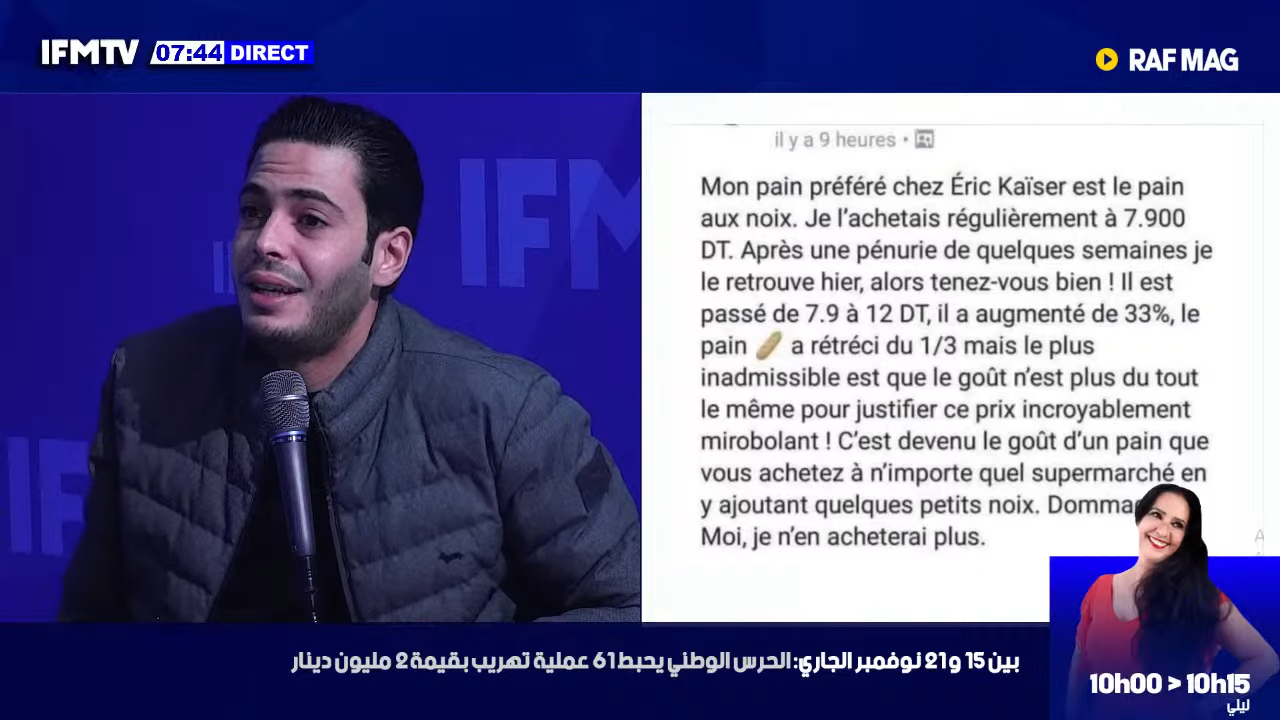 IFMTV 07:44 DIRECT
RAF MAG
IFM
IF
il y a 9 heures •
Mon pain préféré chez Éric Kaïser est le pain
aux noix. Je l'achetais régulièrement à 7.900
DT. Après une pénurie de quelques semaines je
le retrouve hier, alors tenez-vous bien ! Il est
passé de 7.9 à 12 DT, il a augmenté de 33%, le
pain 🥖 a rétréci du 1/3 mais le plus
inadmissible est que le goût n'est plus du tout
le même pour justifier ce prix incroyablement
mirobolant ! C'est devenu le goût d'un pain que
vous achetez à n'importe quel supermarché en
y ajoutant quelques petits noix.
Moi, je n'en acheterai plus.
بين 15 و21 نوفمبر الجاري: الحرس الوطني يحبط 61 عملية تهريب بقيمة 2 مليون دينار
10h00 > 10h15
ليلي